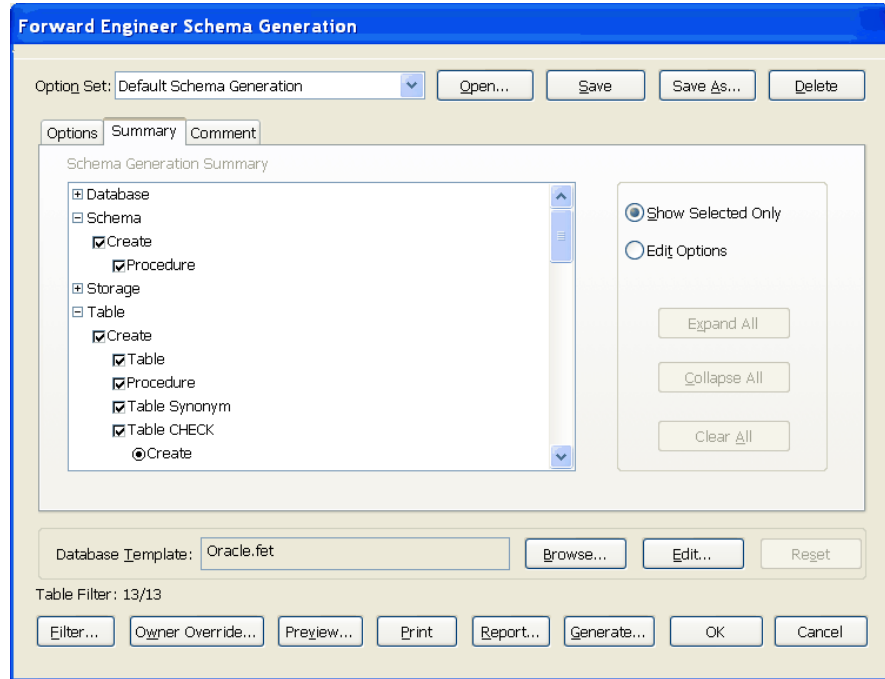 Forward Engineer Schema Generation
Option Set: Default Schema Generation Open... Save Save As... Delete
Options Summary Comment
Schema Generation Summary
Database
Schema
Create
Procedure
Storage
Table
Create
Table
Procedure
Table Synonym
Table CHECK
Create
Show Selected Only
Edit Options
Expand All
Collapse All
Clear All
Database Template: Oracle.fet Browse... Edit... Reset
Table Filter: 13/13
Filter... Owner Override... Preview... Print Report... Generate... OK Cancel